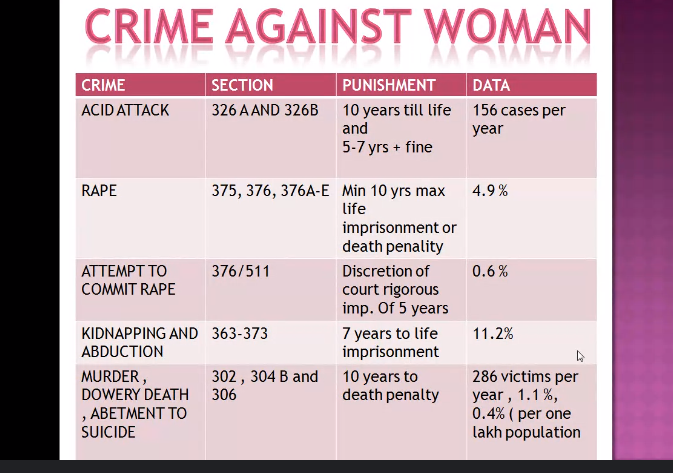 CRIME AGAINST WOMAN
CRIME SECTION PUNISHMENT DATA
ACID ATTACK 326 A AND 326B 10 years till life and 5-7 yrs + fine 156 cases per year
RAPE 375, 376, 376A-E Min 10 yrs max life imprisonment or death penality 4.9 %
ATTEMPT TO COMMIT RAPE 376/511 Discretion of court rigorous imp. Of 5 years 0.6 %
KIDNAPPING AND ABDUCTION 363-373 7 years to life imprisonment 11.2%
MURDER , DOWERY DEATH , ABETMENT TO SUICIDE 302 , 304 B and 306 10 years to death penalty 286 victims per year , 1.1 %, 0.4% ( per one lakh population